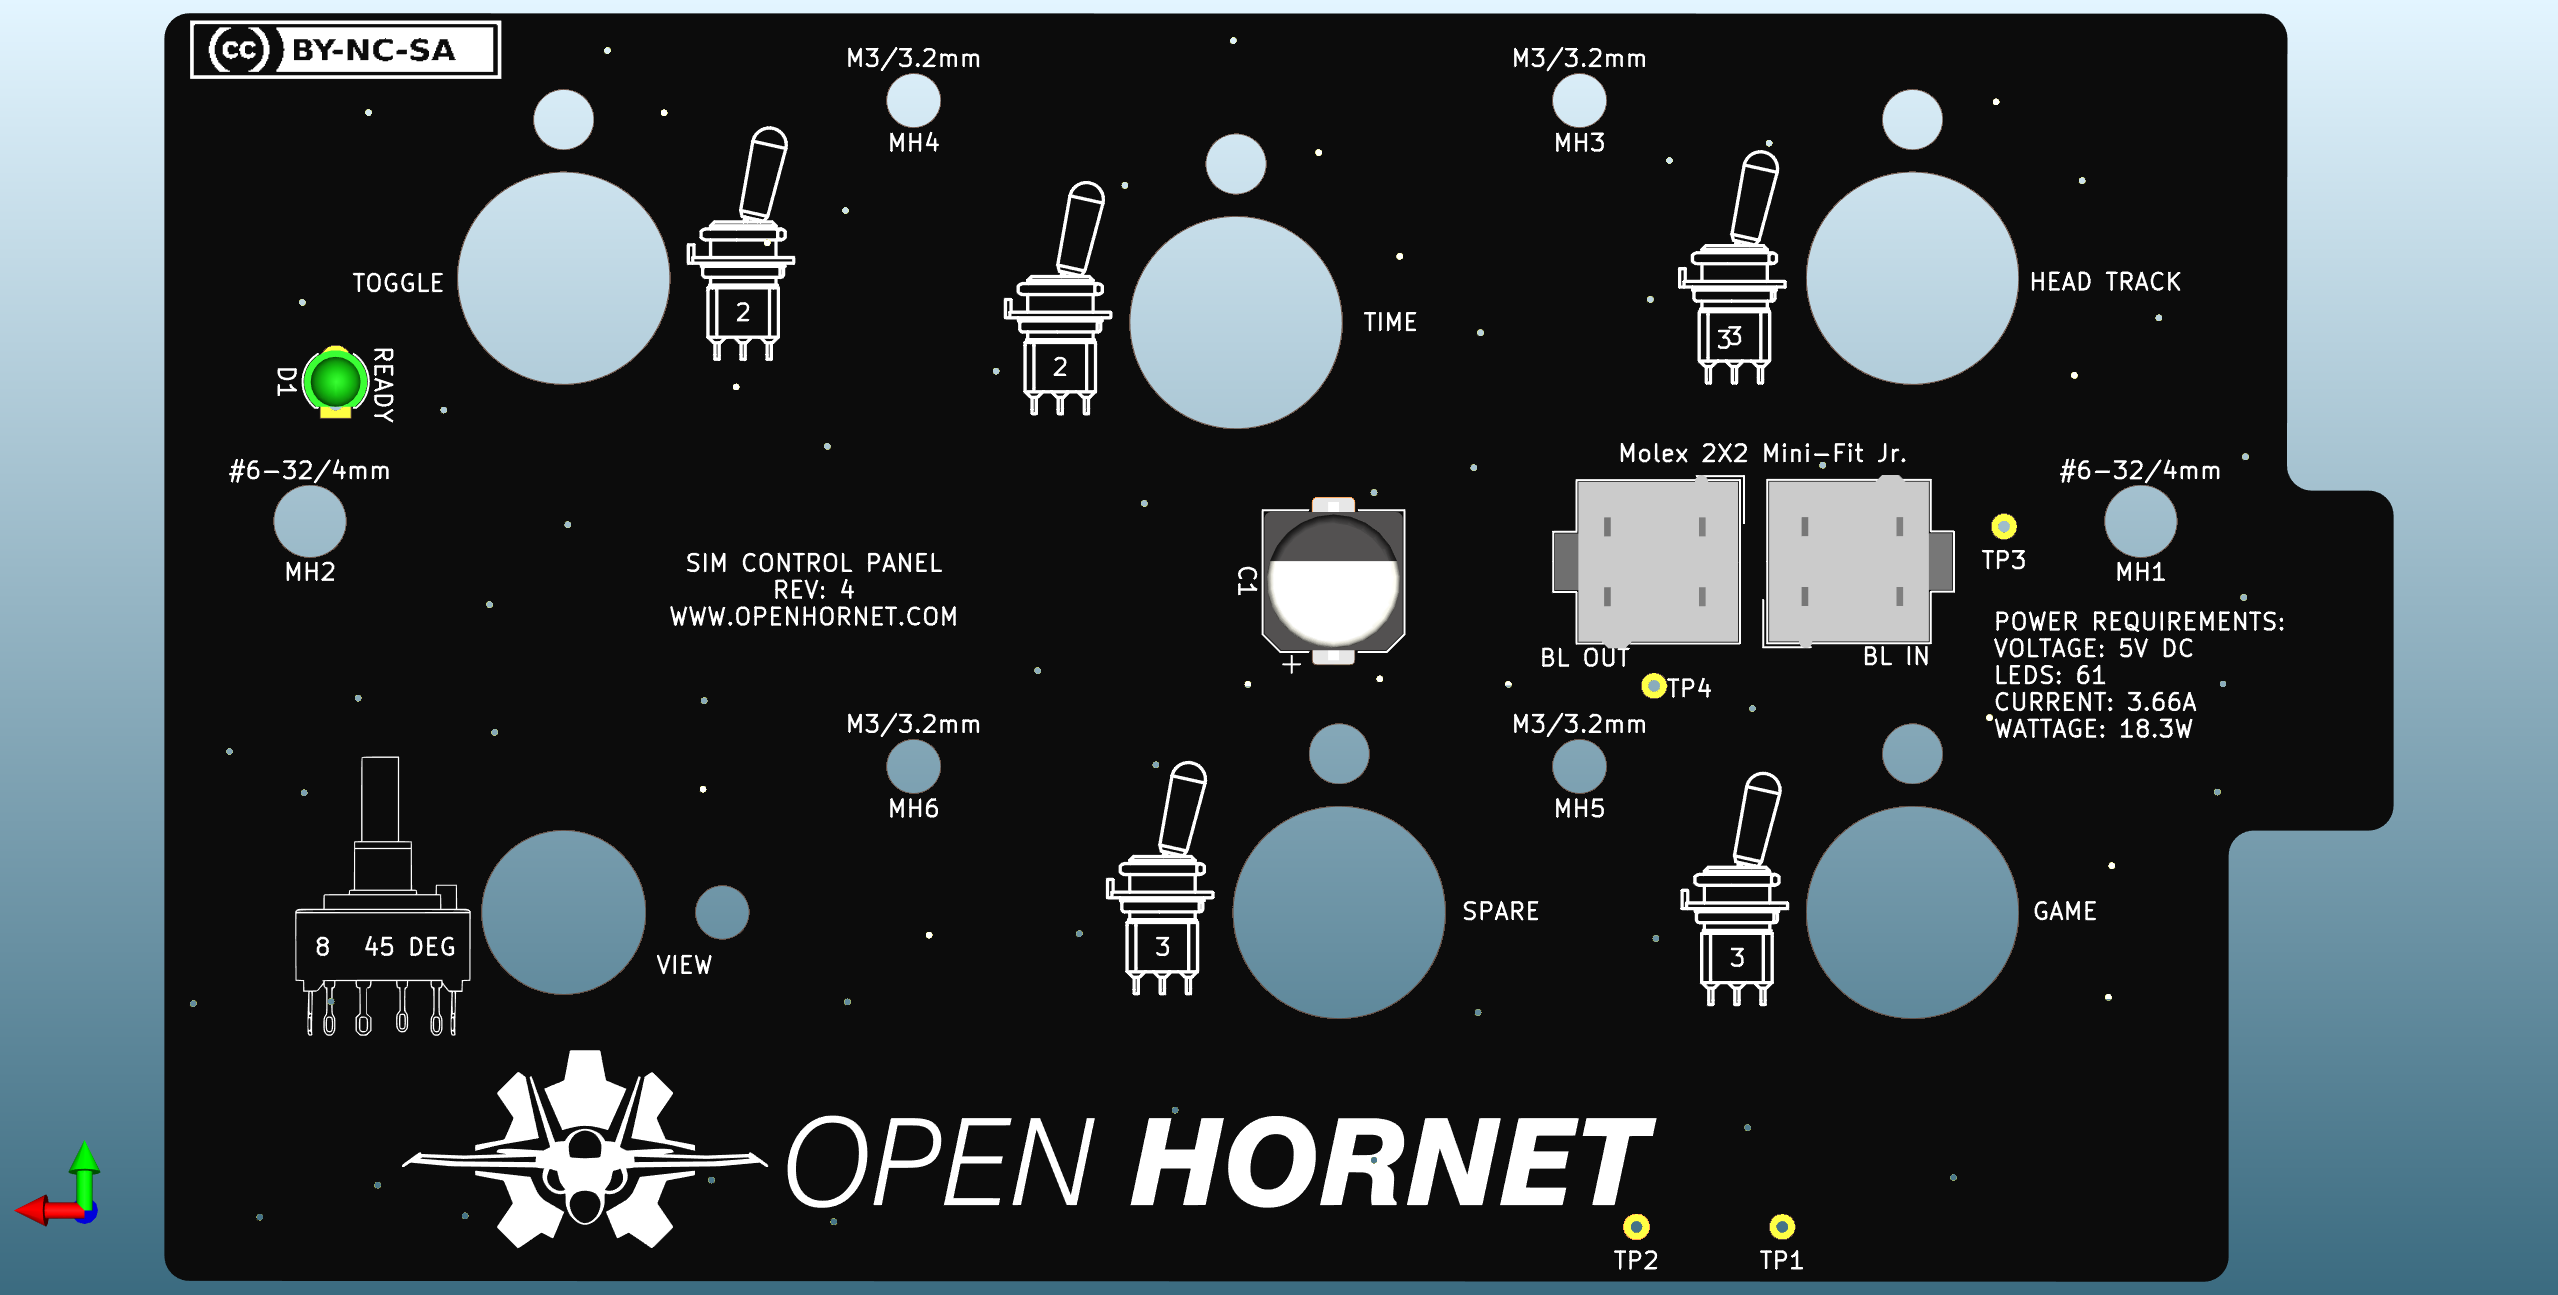 cc BY-NC-SA
M3/3.2mm
MH4
M3/3.2mm
MH3
TOGGLE
2
2
TIME
33
HEAD TRACK
D1
READY
#6-32/4mm
MH2
SIM CONTROL PANEL
REV: 4
WWW.OPENHORNET.COM
C1
+
Molex 2X2 Mini-Fit Jr.
BL OUT
BL IN
TP4
TP3
#6-32/4mm
MH1
POWER REQUIREMENTS:
VOLTAGE: 5V DC
LEDS: 61
CURRENT: 3.66A
WATTAGE: 18.3W
M3/3.2mm
MH6
M3/3.2mm
MH5
8 45 DEG
VIEW
3
SPARE
3
GAME
OPEN HORNET
TP2
TP1